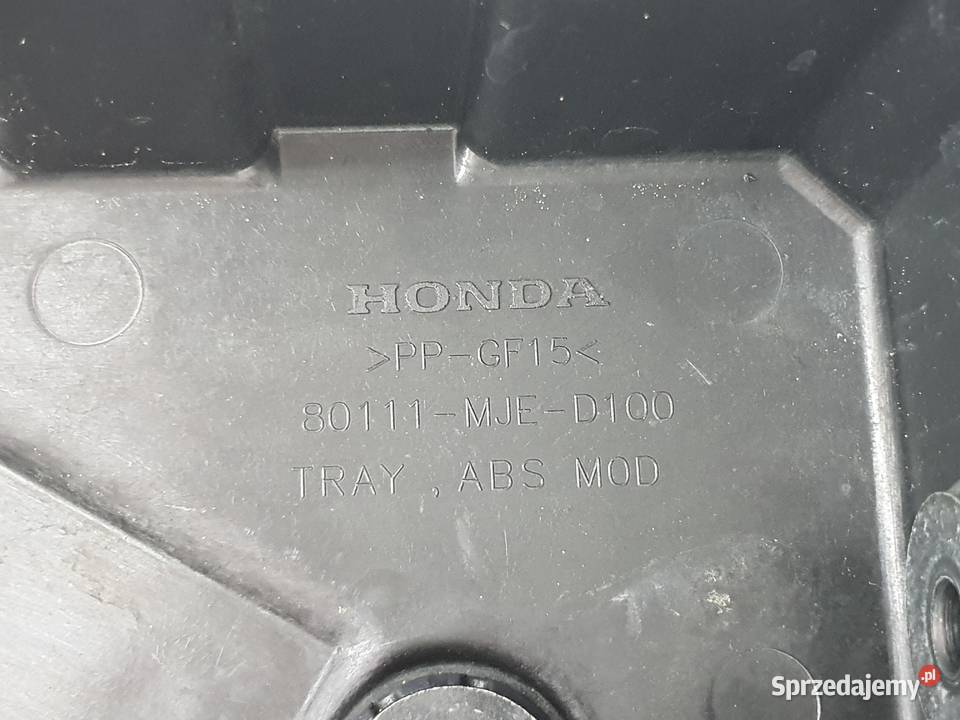 HONDA
>PP-GF15<
80111-MJE-D100
TRAY , ABS MOD
Sprzedajemy.pl